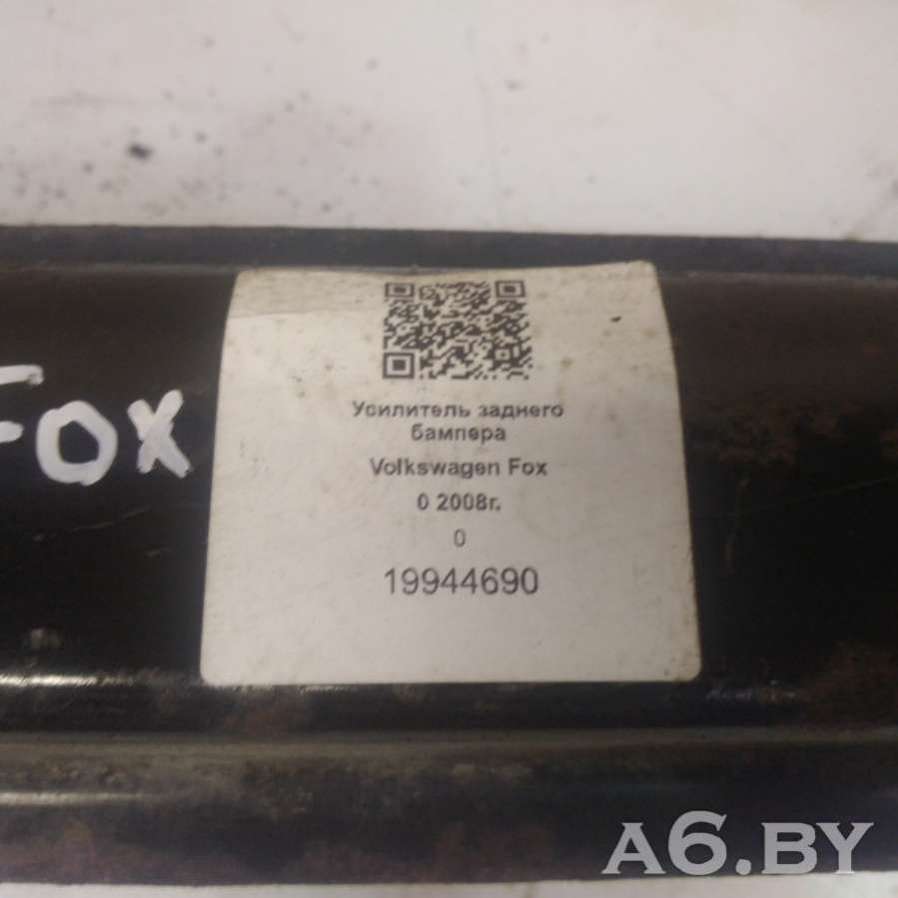 Fox
Усилитель заднего
бампера
Volkswagen Fox
0 2008г.
0
19944690
A6.BY